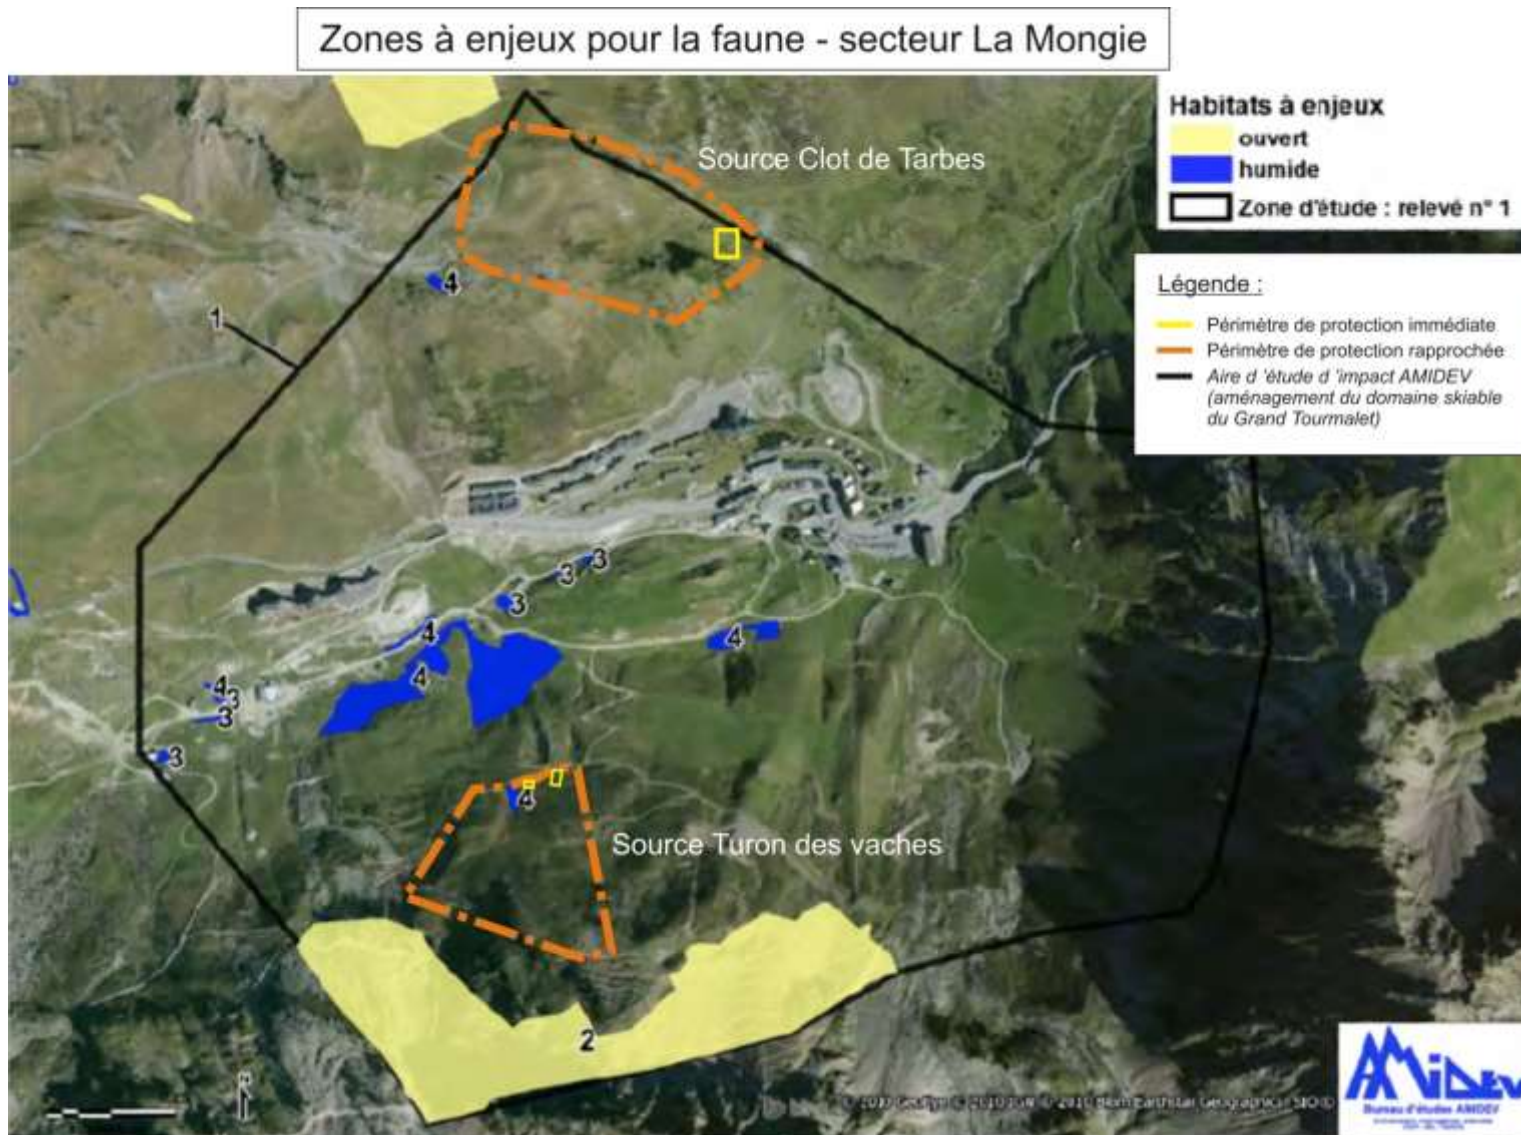 Zones à enjeux pour la faune - secteur La Mongie
Habitats à enjeux
ouvert
humide
Zone d'étude : relevé n° 1
Source Clot de Tarbes
Légende :
Périmètre de protection immédiate
Périmètre de protection rapprochée
Aire d 'étude d 'impact AMIDEV
(aménagement du domaine skiable
du Grand Tourmalet)
4
1
3
3
3
4
4
4
4
3
3
3
4
Source Turon des vaches
2
AMIDEV
Bureau d'études AMIDEV